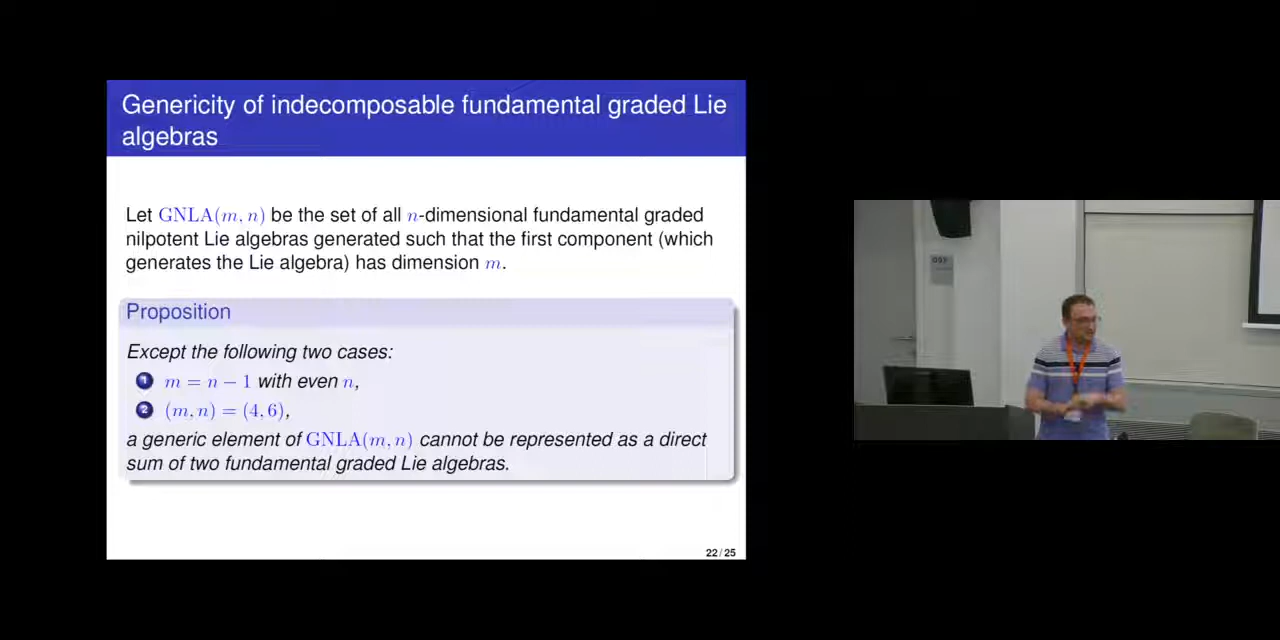 Genericity of indecomposable fundamental graded Lie
algebras
Let GNLA(m, n) be the set of all n-dimensional fundamental graded
nilpotent Lie algebras generated such that the first component (which
generates the Lie algebra) has dimension m.
Proposition
Except the following two cases:
1 m = n − 1 with even n,
2 (m, n) = (4, 6),
a generic element of GNLA(m, n) cannot be represented as a direct
sum of two fundamental graded Lie algebras.
22 / 25